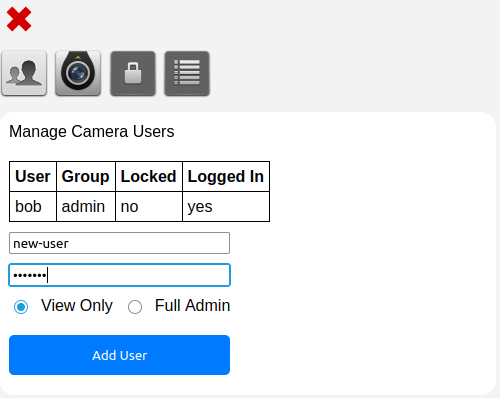 Manage Camera Users
User Group Locked Logged In
bob admin no yes
new-user
•••••••
View Only Full Admin
Add User